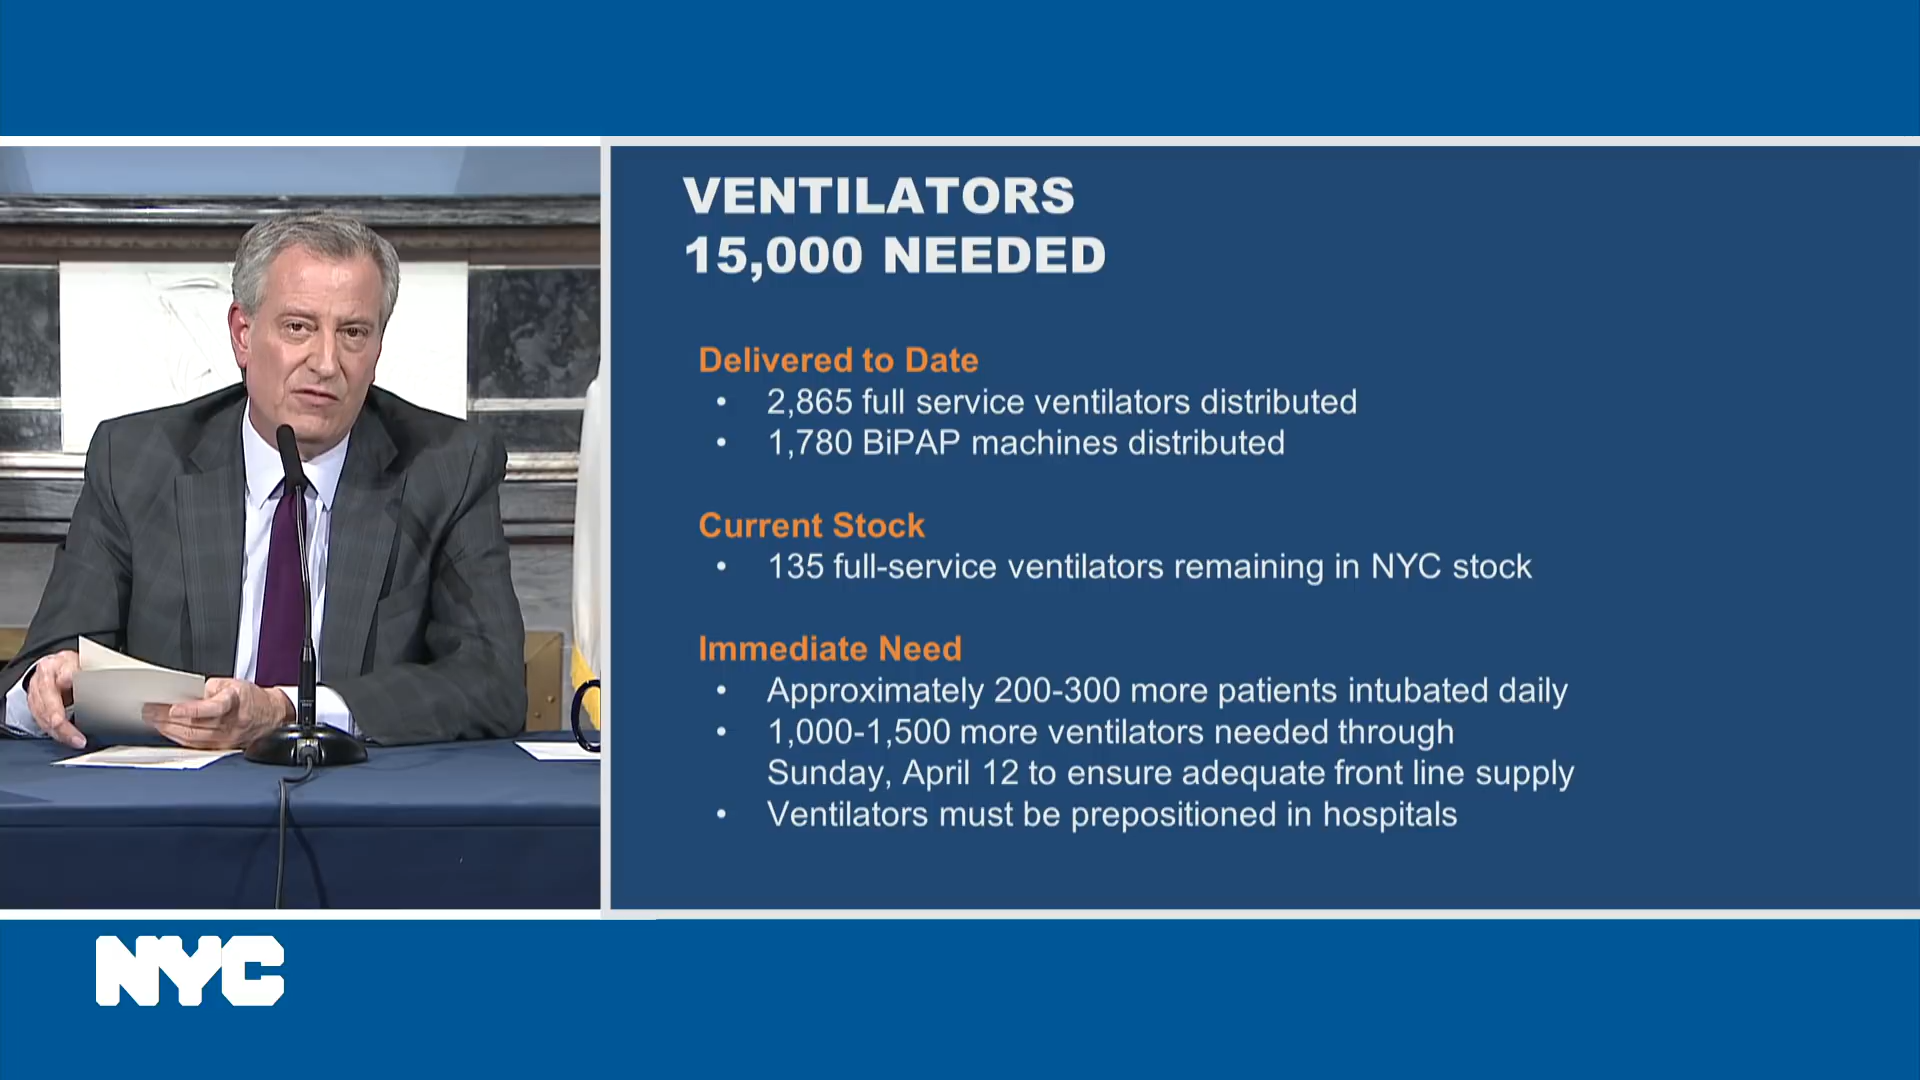 VENTILATORS
15,000 NEEDED
Delivered to Date
• 2,865 full service ventilators distributed
• 1,780 BiPAP machines distributed
Current Stock
• 135 full-service ventilators remaining in NYC stock
Immediate Need
• Approximately 200-300 more patients intubated daily
• 1,000-1,500 more ventilators needed through
Sunday, April 12 to ensure adequate front line supply
• Ventilators must be prepositioned in hospitals
NYC